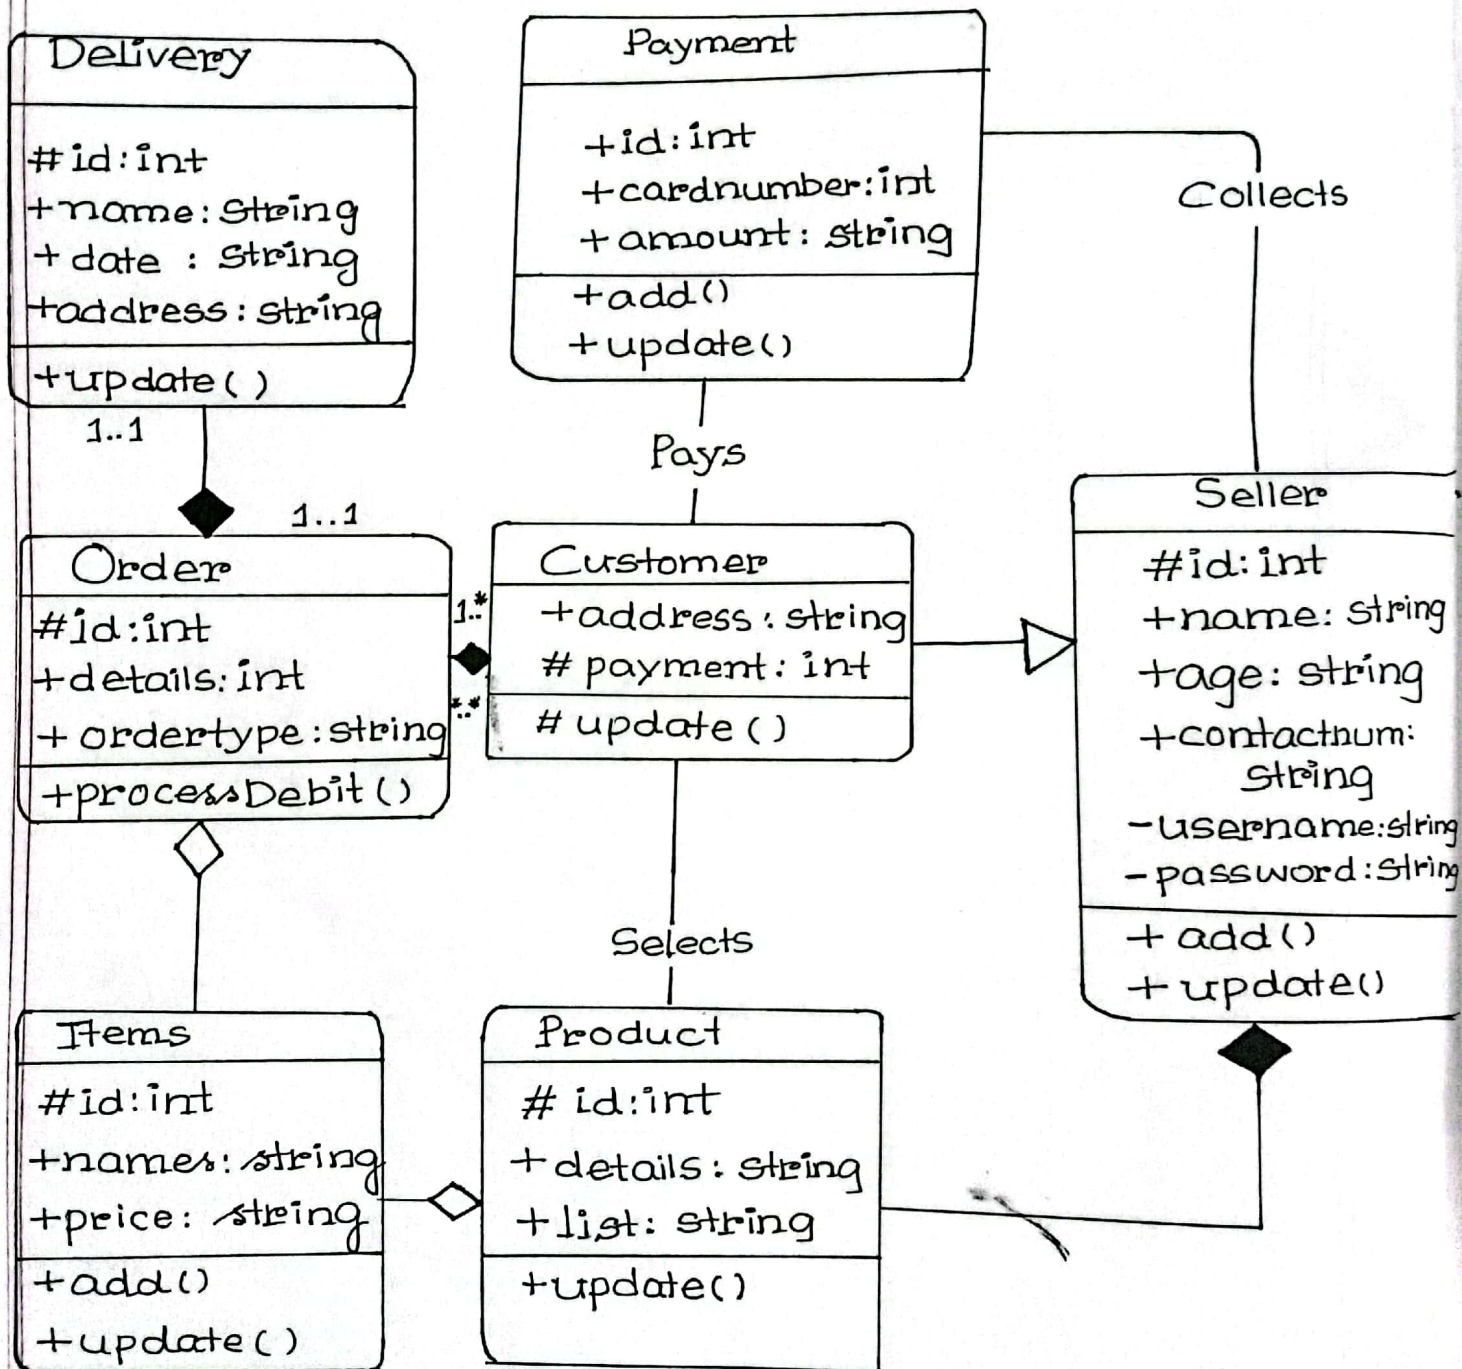 Delivery
#id:int
+name:String
+date : String
+address:string
+update()
1..1
Payment
+id:int
+cardnumber:int
+amount: string
+add()
+update()
Collects
Pays
1..1
Order
#id:int
+details:int
+ordertype:string
+processDebit()
1..*
*..*
Customer
+address:string
#payment:int
#update()
Seller
#id:int
+name:string
+age:string
+contactnum:
string
-username:string
-password:String
+add()
+update()
Selects
Items
#id:int
+names:string
+price: string
+add()
+update()
Product
# id:int
+details:string
+list: string
+update()